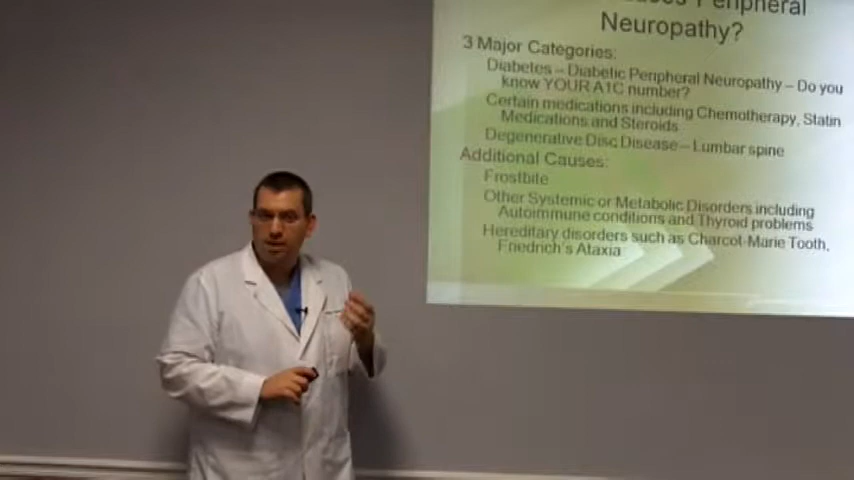 Peripheral
Neuropathy?
3 Major Categories:
Diabetes – Diabetic Peripheral Neuropathy – Do you
know YOUR A1C number?
Certain medications including Chemotherapy, Statin
Medications and Steroids
Degenerative Disc Disease – Lumbar spine
Additional Causes:
Frostbite
Other Systemic or Metabolic Disorders including
Autoimmune conditions and Thyroid problems
Hereditary disorders such as Charcot-Marie Tooth,
Friedrich's Ataxia